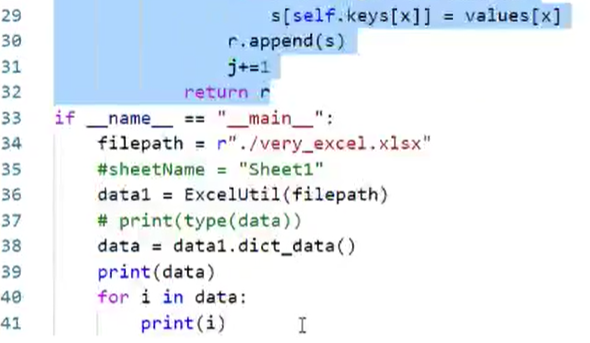 29 s[self.keys[x]] = values[x]
30 r.append(s)
31 j+=1
32 return r
33 if __name__ == "__main__":
34 filepath = r"./very_excel.xlsx"
35 #sheetName = "Sheet1"
36 data1 = ExcelUtil(filepath)
37 # print(type(data))
38 data = data1.dict_data()
39 print(data)
40 for i in data:
41 print(i)